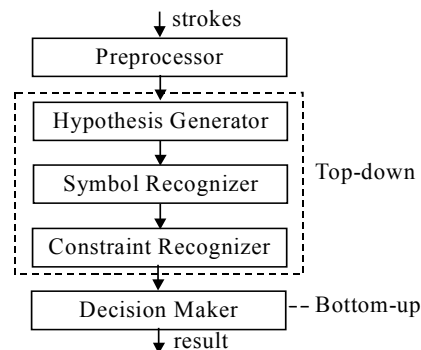 strokes
Preprocessor
Hypothesis Generator
Symbol Recognizer
Top-down
Constraint Recognizer
Decision Maker
Bottom-up
result